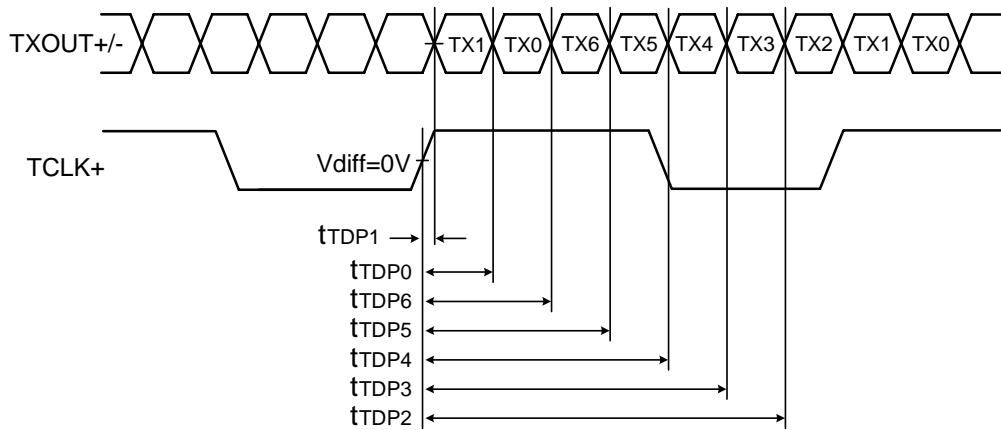 TXOUT+/- TX1 TX0 TX6 TX5 TX4 TX3 TX2 TX1 TX0
TCLK+ Vdiff=0V
tTDP1
tTDP0
tTDP6
tTDP5
tTDP4
tTDP3
tTDP2